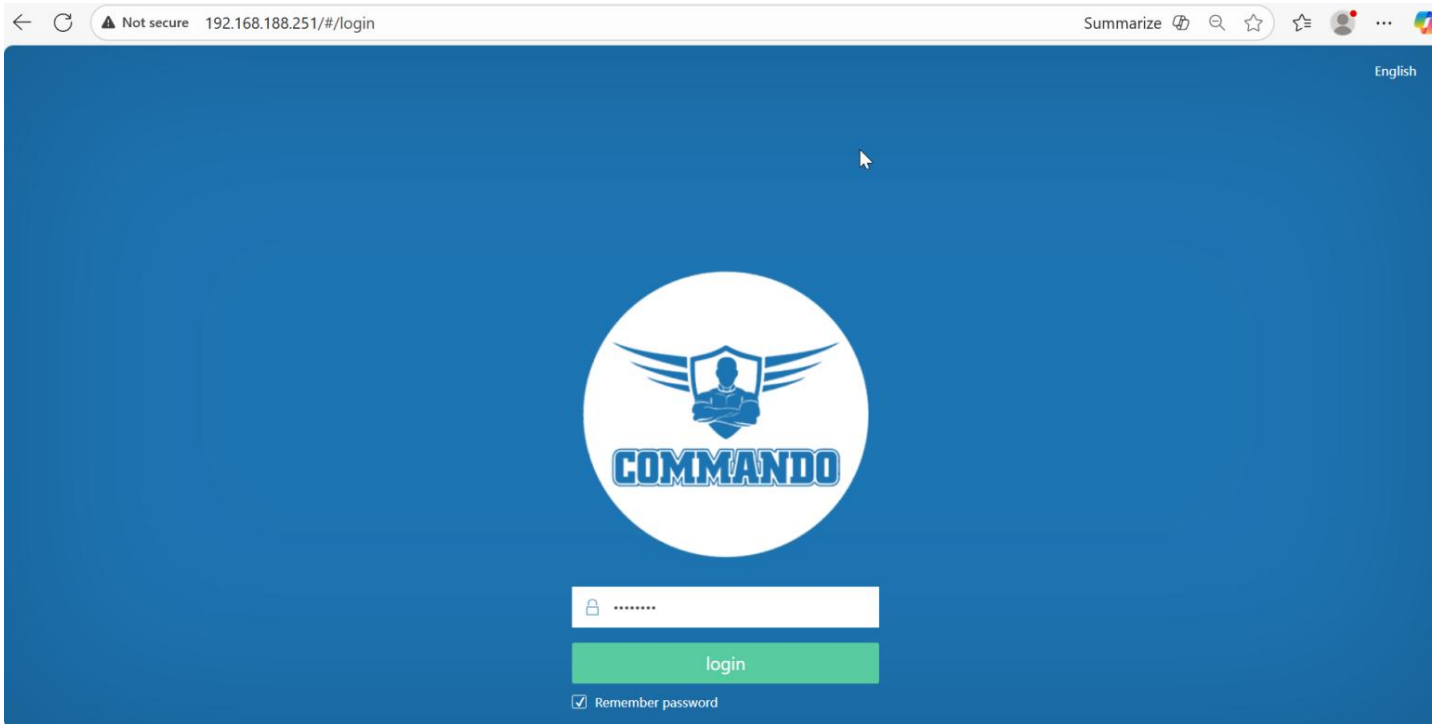 Not secure 192.168.188.251/#/login Summarize
English
COMMANDO
••••••••
login
Remember password